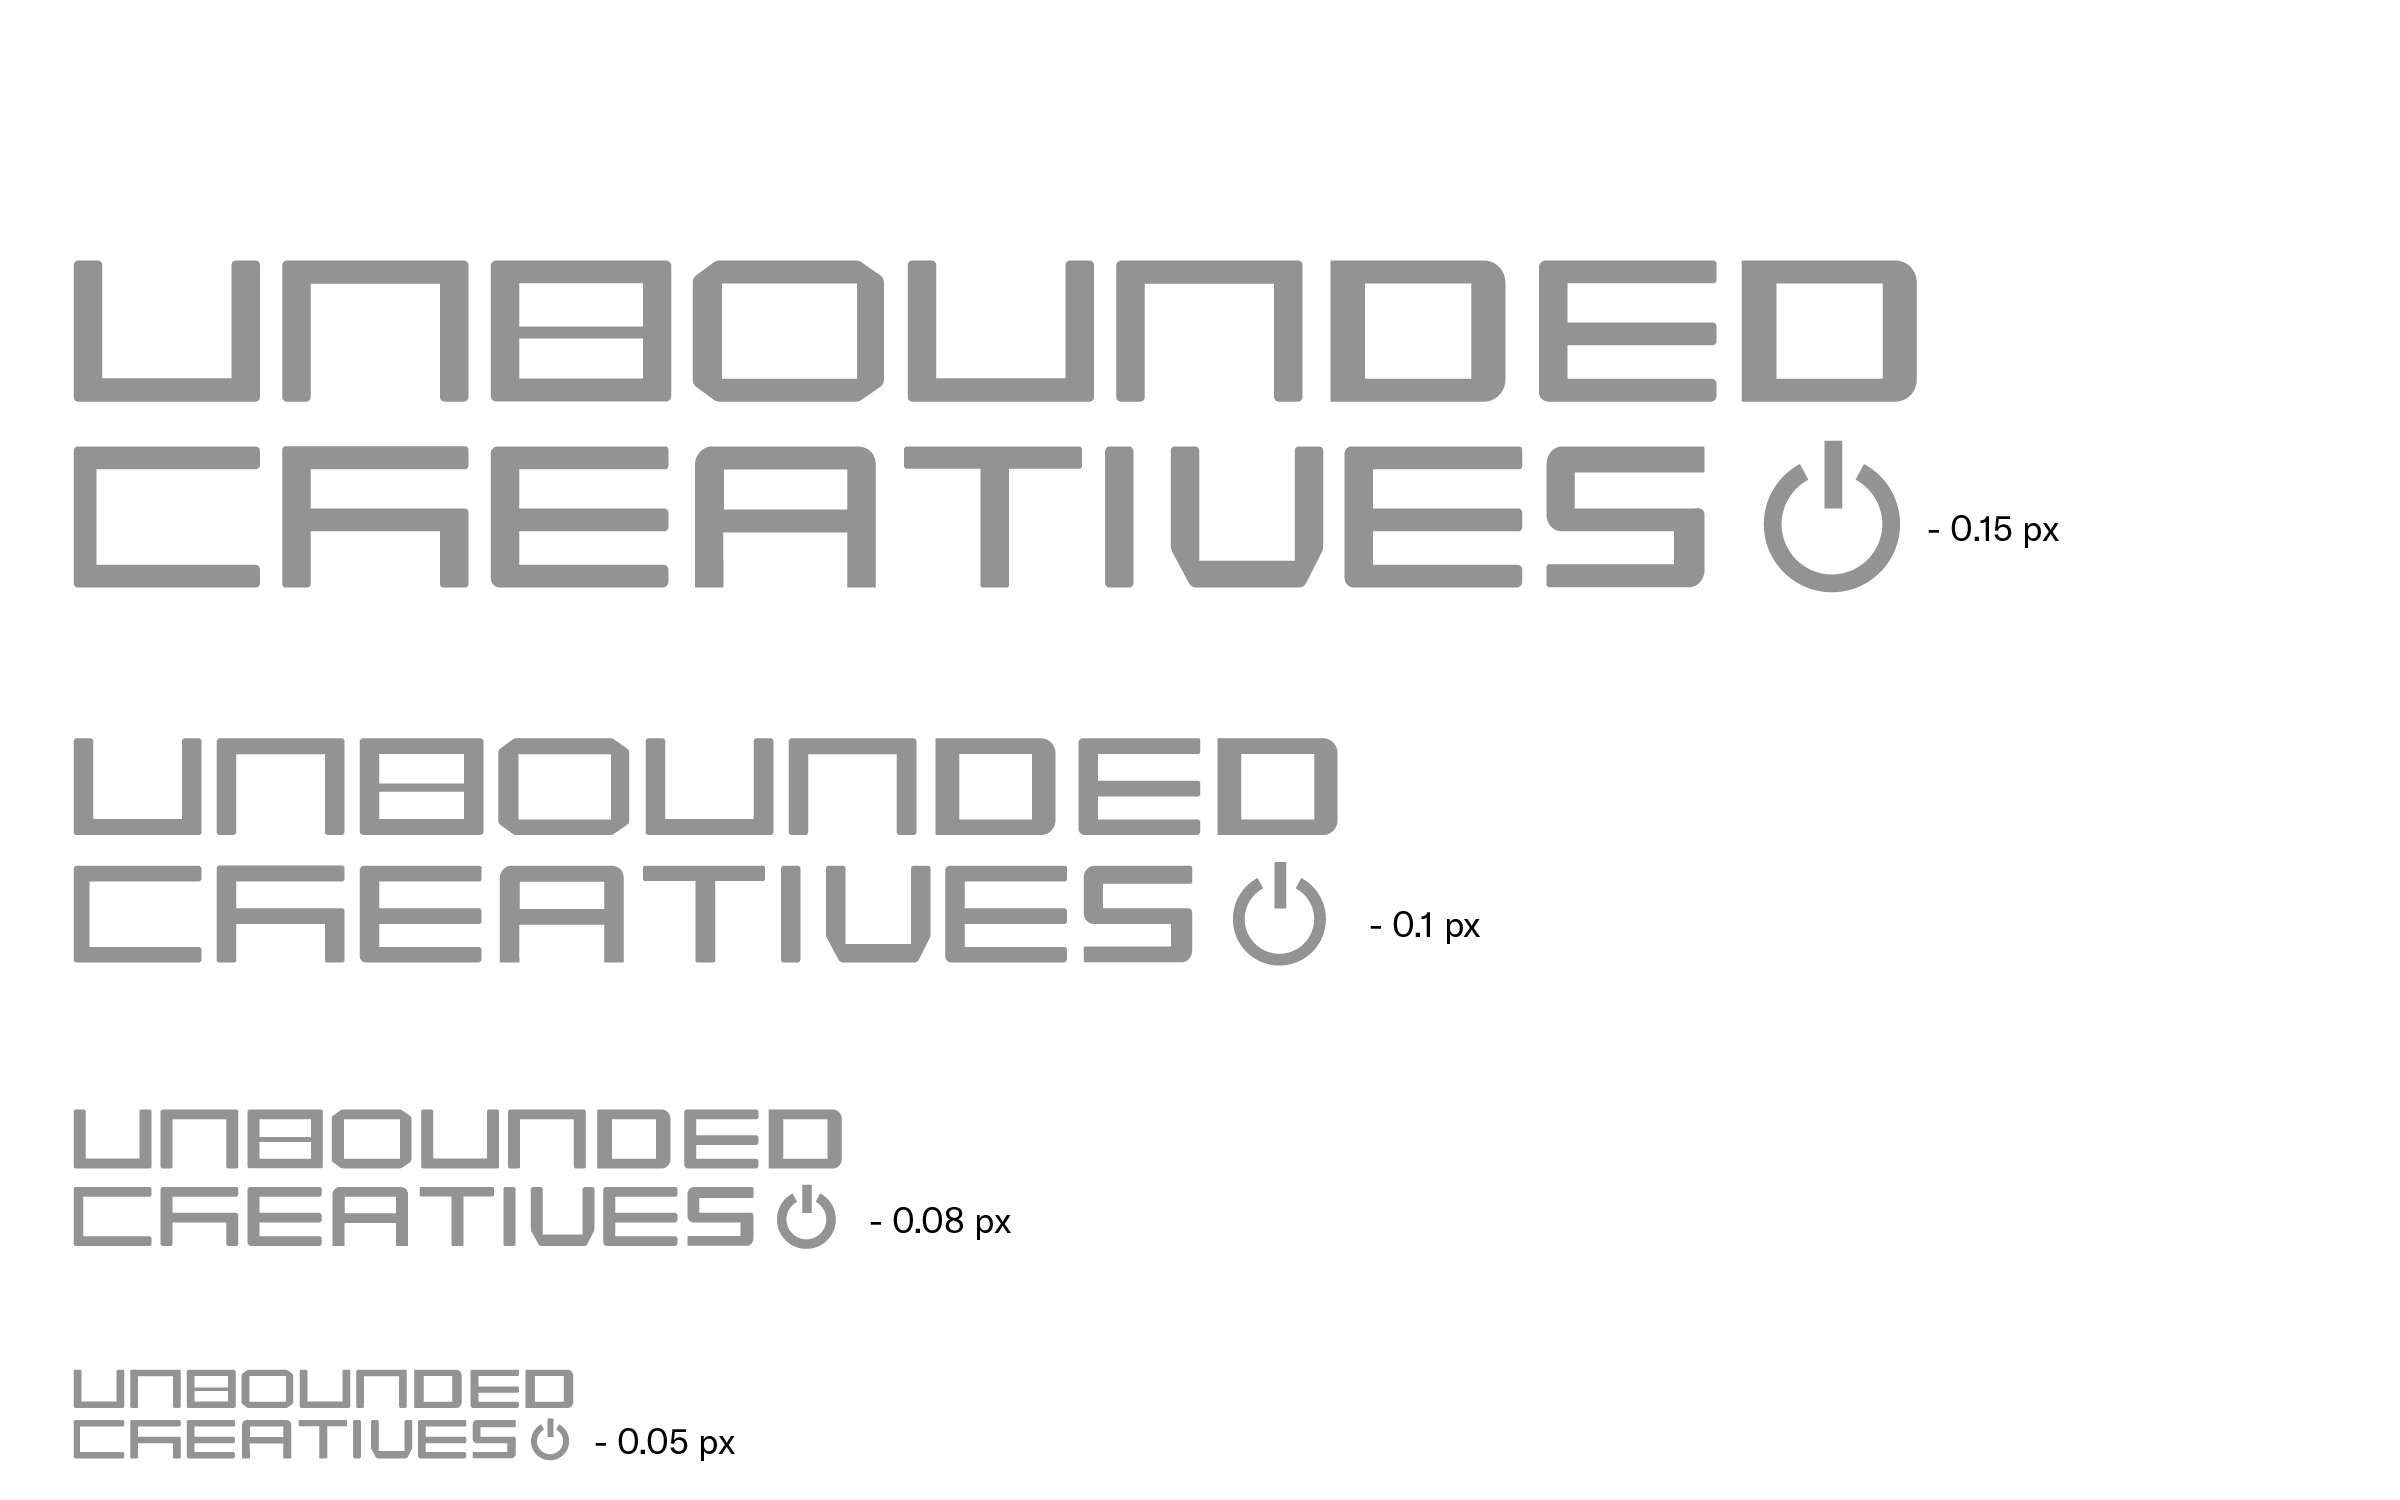 UNBOUNDED
CREATIVES - 0.15 px
UNBOUNDED
CREATIVES - 0.1 px
UNBOUNDED
CREATIVES - 0.08 px
UNBOUNDED
CREATIVES - 0.05 px